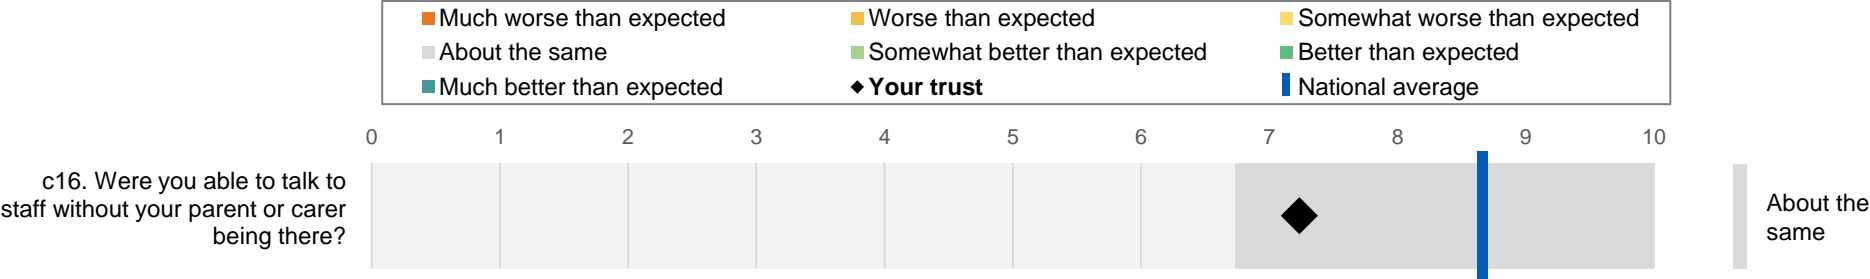 Much worse than expected
Worse than expected
Somewhat worse than expected
About the same
Somewhat better than expected
Better than expected
Much better than expected
Your trust
National average
0 1 2 3 4 5 6 7 8 9 10
c16. Were you able to talk to
staff without your parent or carer
being there?
About the
same